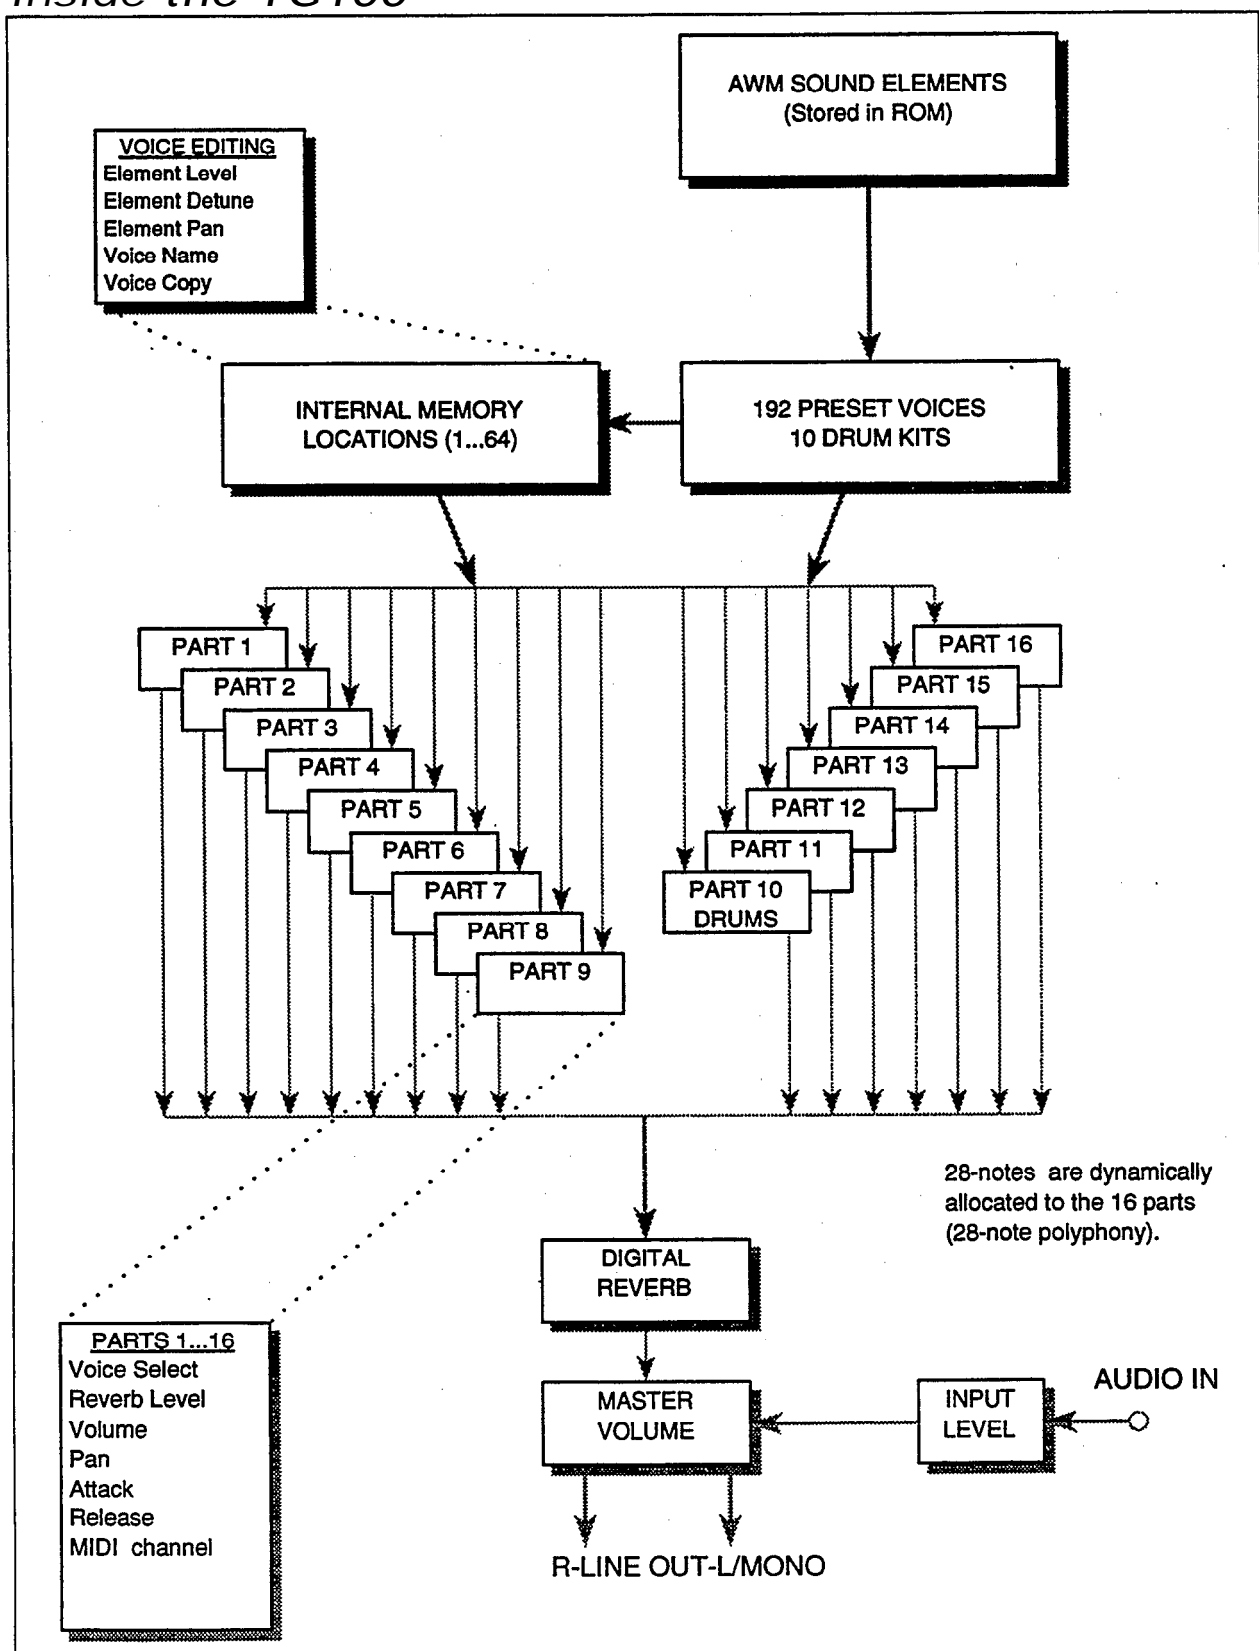 Inside the TG100
AWM SOUND ELEMENTS
(Stored in ROM)
VOICE EDITING
Element Level
Element Detune
Element Pan
Voice Name
Voice Copy
INTERNAL MEMORY
LOCATIONS (1...64)
192 PRESET VOICES
10 DRUM KITS
PART 1
PART 2
PART 3
PART 4
PART 5
PART 6
PART 7
PART 8
PART 9
PART 16
PART 15
PART 14
PART 13
PART 12
PART 11
PART 10
DRUMS
28-notes are dynamically
allocated to the 16 parts
(28-note polyphony).
DIGITAL
REVERB
PARTS 1...16
Voice Select
Reverb Level
Volume
Pan
Attack
Release
MIDI channel
MASTER
VOLUME
INPUT
LEVEL
AUDIO IN
R-LINE OUT-L/MONO